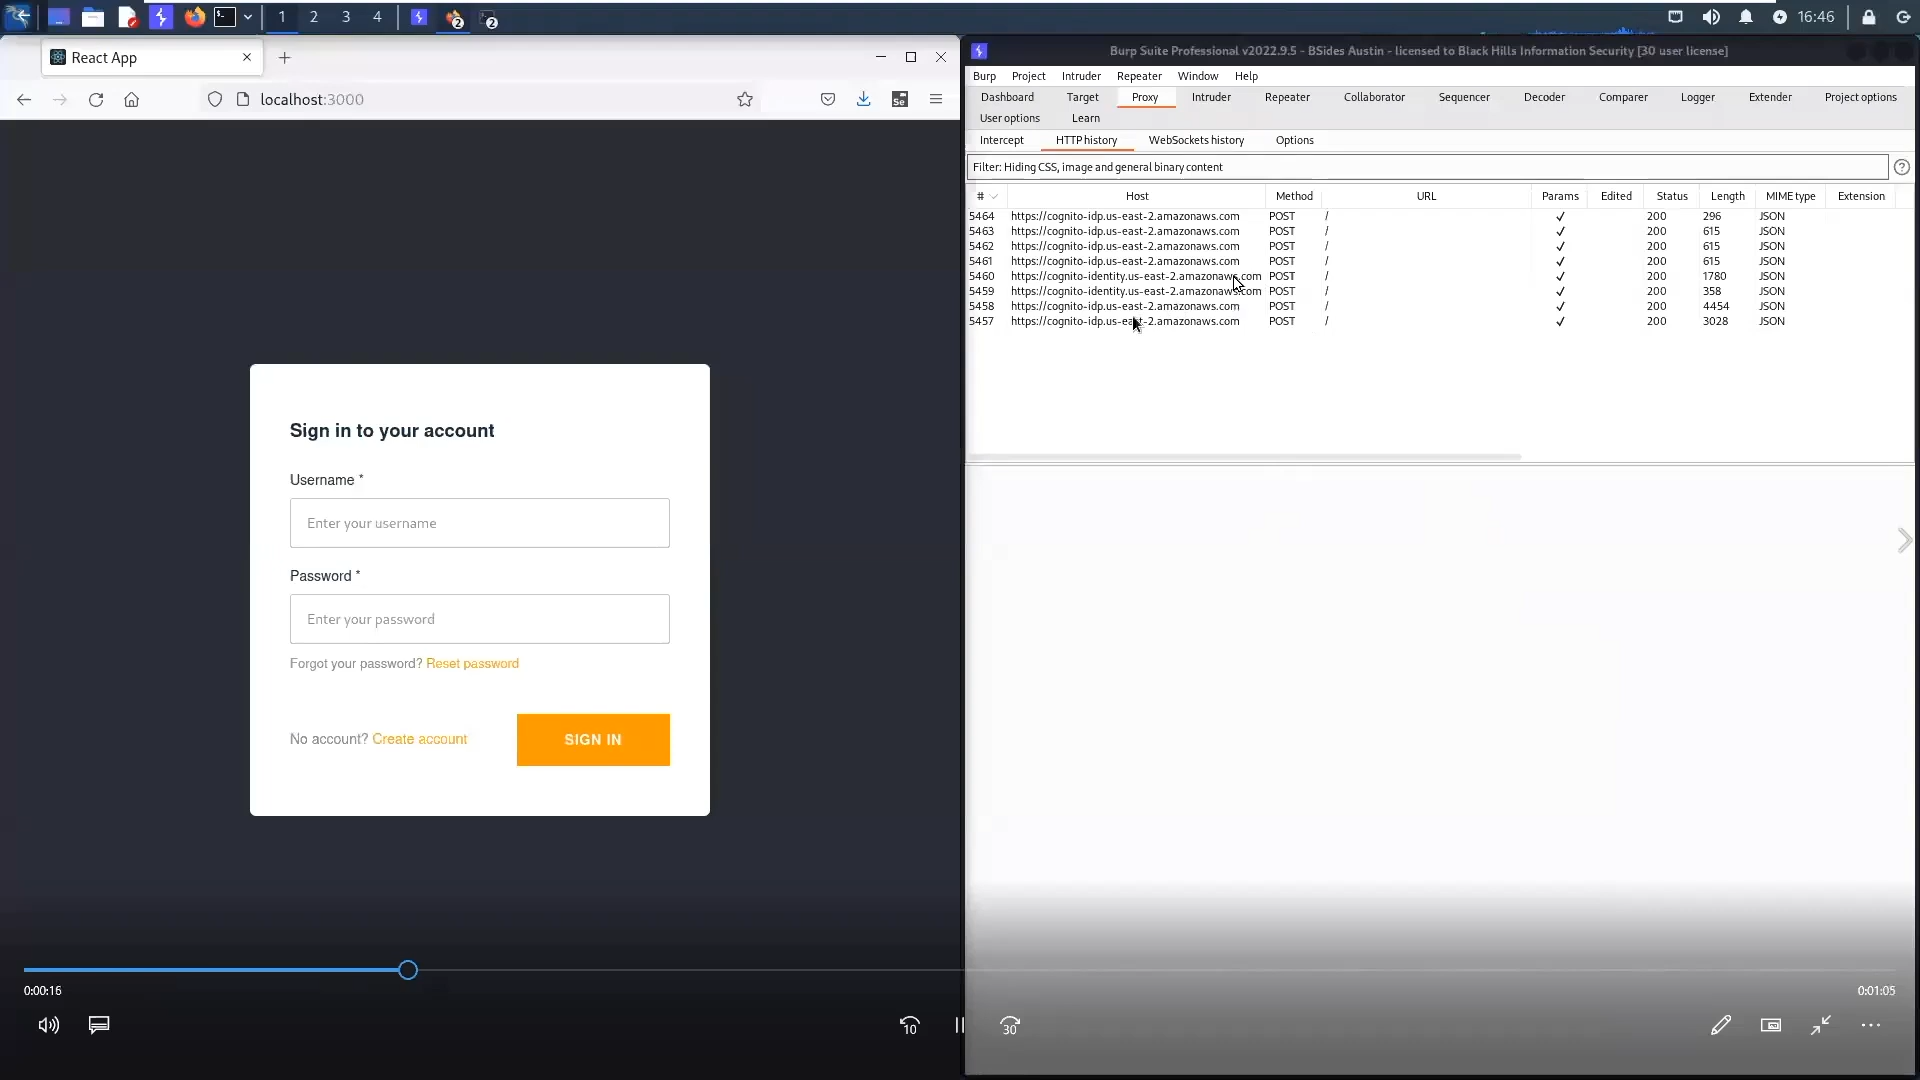 1 2 3 4 2 2 16:46
React App
localhost:3000
Se
Sign in to your account
Username *
Enter your username
Password *
Enter your password
Forgot your password? Reset password
No account? Create account
SIGN IN
Burp Suite Professional v2022.9.5 - BSides Austin - licensed to Black Hills Information Security [30 user license]
Burp Project Intruder Repeater Window Help
Dashboard Target Proxy Intruder Repeater Collaborator Sequencer Decoder Comparer Logger Extender Project options
User options Learn
Intercept HTTP history WebSockets history Options
Filter: Hiding CSS, image and general binary content ?
# Host Method URL Params Edited Status Length MIME type Extension
5464 https://cognito-idp.us-east-2.amazonaws.com POST / ✓ 200 296 JSON
5463 https://cognito-idp.us-east-2.amazonaws.com POST / ✓ 200 615 JSON
5462 https://cognito-idp.us-east-2.amazonaws.com POST / ✓ 200 615 JSON
5461 https://cognito-idp.us-east-2.amazonaws.com POST / ✓ 200 615 JSON
5460 https://cognito-identity.us-east-2.amazonaws.com POST / ✓ 200 1780 JSON
5459 https://cognito-identity.us-east-2.amazonaws.com POST / ✓ 200 358 JSON
5458 https://cognito-idp.us-east-2.amazonaws.com POST / ✓ 200 4454 JSON
5457 https://cognito-idp.us-east-2.amazonaws.com POST / ✓ 200 3028 JSON
0:00:16 0:01:05
10 30